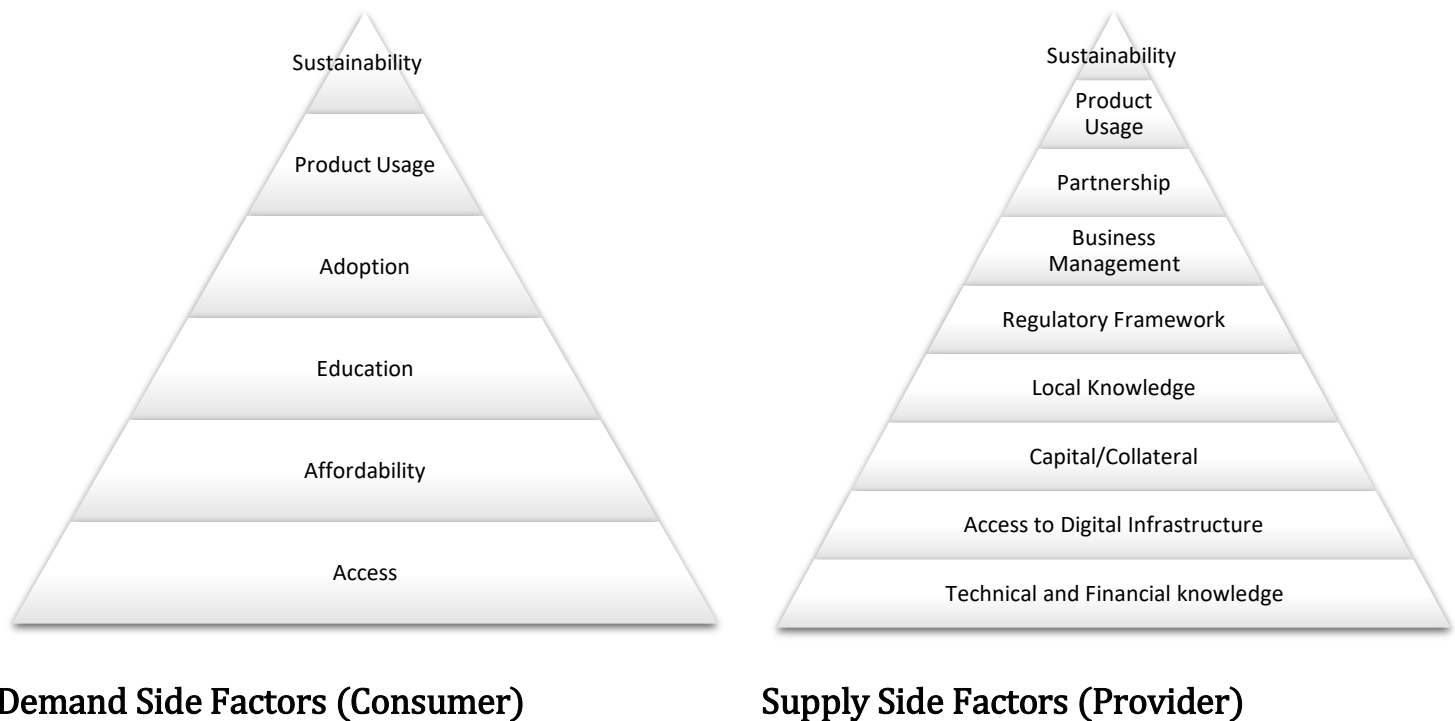 Sustainability
Product Usage
Adoption
Education
Affordability
Access
Demand Side Factors (Consumer)
Sustainability
Product
Usage
Partnership
Business
Management
Regulatory Framework
Local Knowledge
Capital/Collateral
Access to Digital Infrastructure
Technical and Financial knowledge
Supply Side Factors (Provider)